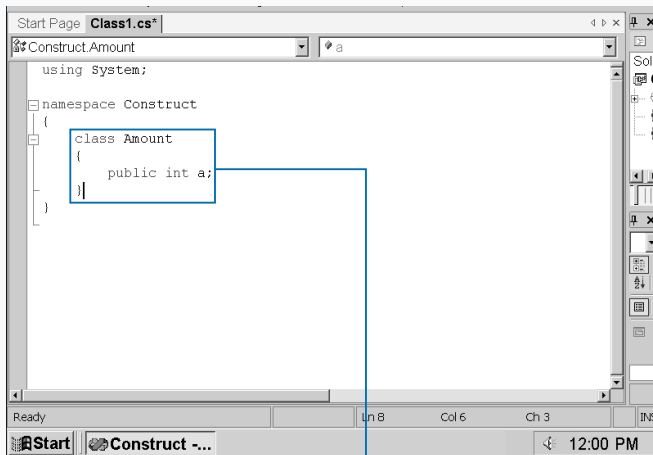 Start Page Class1.cs*
Construct.Amount a
Sol
using System;
namespace Construct
{
class Amount
{
public int a;
}
}
Ready Ln 8 Col 6 Ch 3 INS
Start Construct -... 12:00 PM